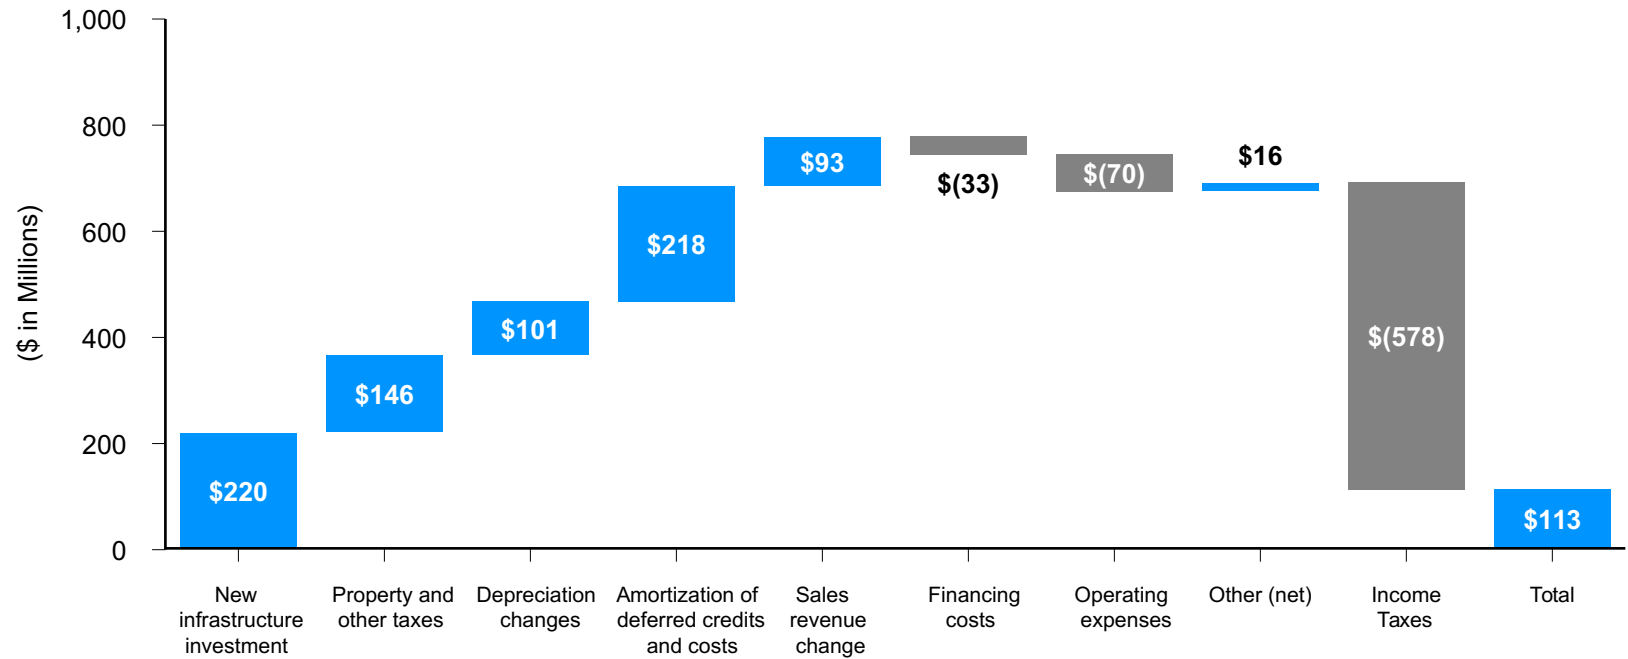 1,000
800
600
400
200
0
($ in Millions)
$220
$146
$101
$218
$93
$(33)
$(70)
$16
$(578)
$113
New
infrastructure
investment
Property and
other taxes
Depreciation
changes
Amortization of
deferred credits
and costs
Sales
revenue
change
Financing
costs
Operating
expenses
Other (net)
Income
Taxes
Total